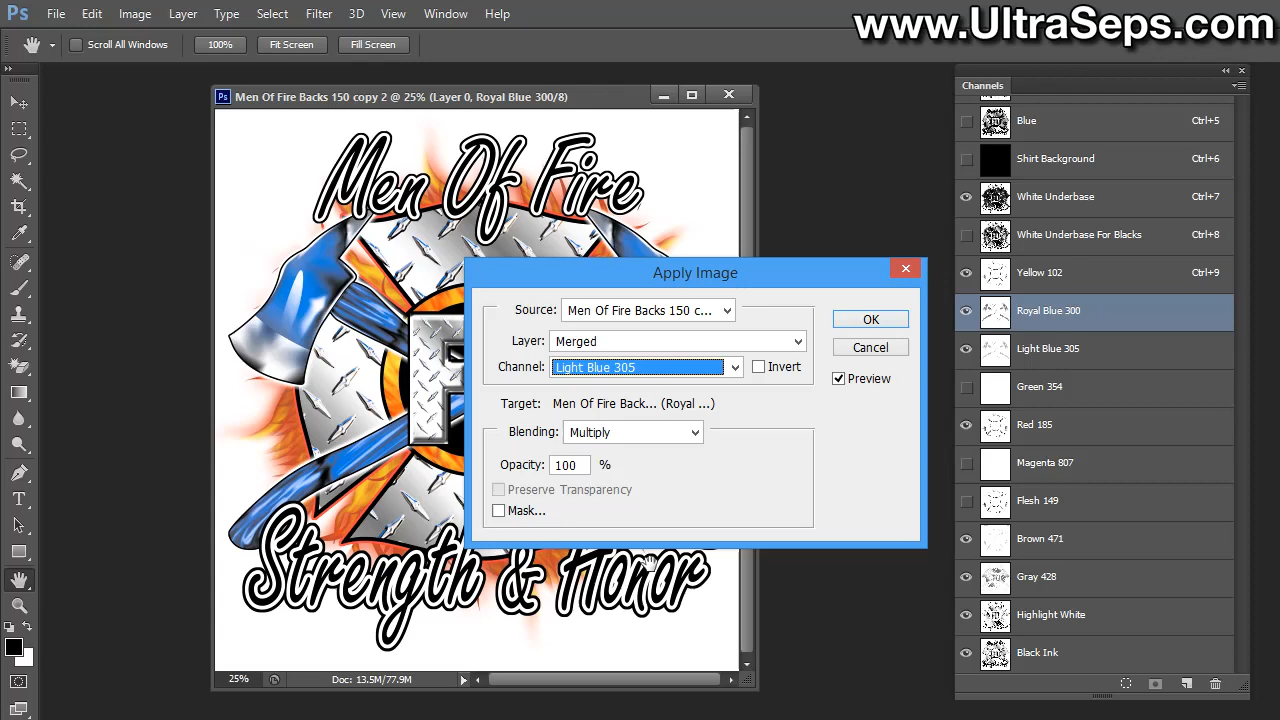 Ps File Edit Image Layer Type Select Filter 3D View Window Help
www.UltraSeps.com
Scroll All Windows 100% Fit Screen Fill Screen
Ps Men Of Fire Backs 150 copy 2 @ 25% (Layer 0, Royal Blue 300/8)
Men Of Fire
Strength & Honor
25% Doc: 13.5M/77.9M
Apply Image
Source: Men Of Fire Backs 150 c...
Layer: Merged
Channel: Light Blue 305 Invert
Target: Men Of Fire Back... (Royal ...)
Blending: Multiply
Opacity: 100 %
Preserve Transparency
Mask...
OK
Cancel
Preview
Channels
Blue Ctrl+5
Shirt Background Ctrl+6
White Underbase Ctrl+7
White Underbase For Blacks Ctrl+8
Yellow 102 Ctrl+9
Royal Blue 300
Light Blue 305
Green 354
Red 185
Magenta 807
Flesh 149
Brown 471
Gray 428
Highlight White
Black Ink